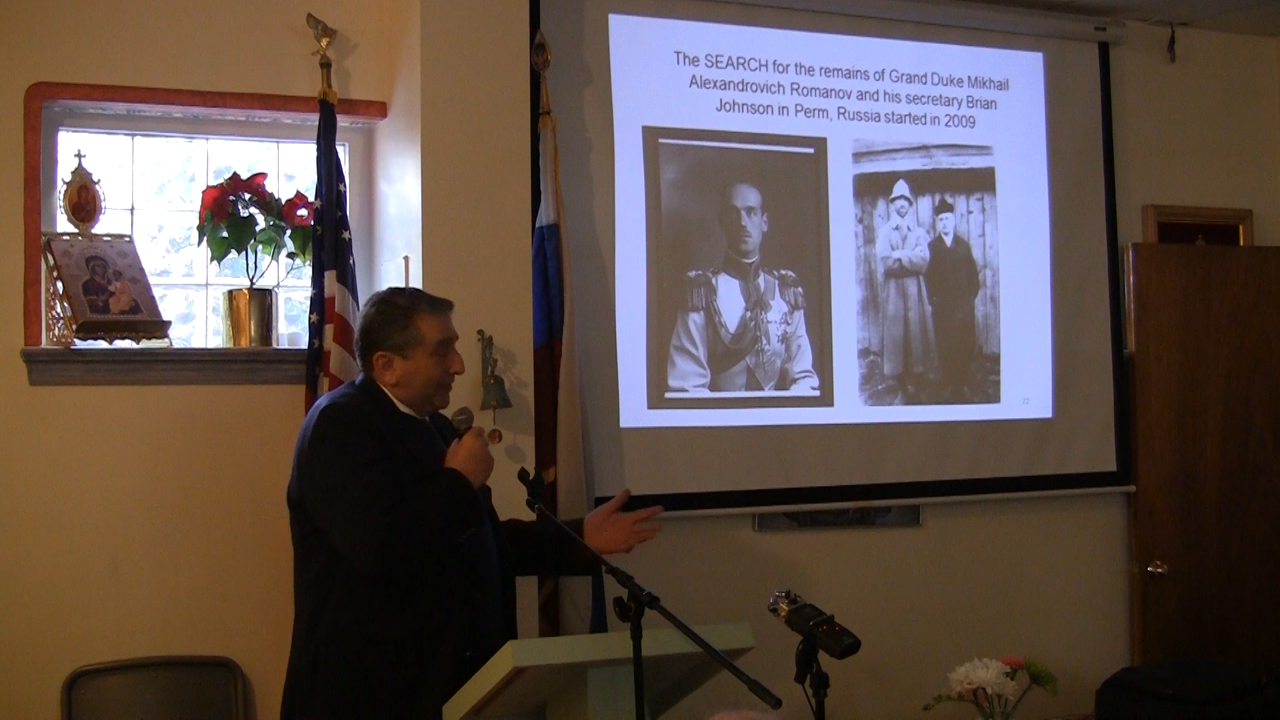 The SEARCH for the remains of Grand Duke Mikhail
Alexandrovich Romanov and his secretary Brian
Johnson in Perm, Russia started in 2009
72